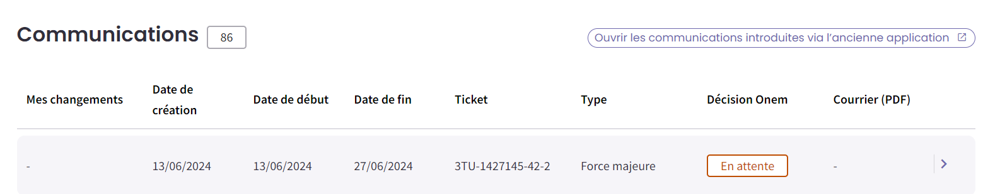 Communications 86
Ouvrir les communications introduites via l’ancienne application
Mes changements Date de création Date de début Date de fin Ticket Type Décision Onem Courrier (PDF)
- 13/06/2024 13/06/2024 27/06/2024 3TU-1427145-42-2 Force majeure En attente -